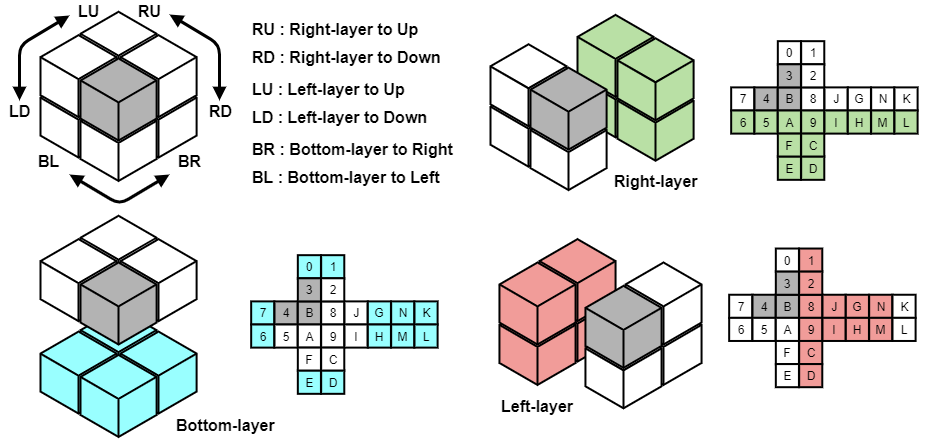 LU RU
LD RD
BL BR
RU : Right-layer to Up
RD : Right-layer to Down
LU : Left-layer to Up
LD : Left-layer to Down
BR : Bottom-layer to Right
BL : Bottom-layer to Left
Right-layer
0 1
3 2
7 4 B 8 J G N K
6 5 A 9 I H M L
F C
E D
Bottom-layer
0 1
3 2
7 4 B 8 J G N K
6 5 A 9 I H M L
F C
E D
Left-layer
0 1
3 2
7 4 B 8 J G N K
6 5 A 9 I H M L
F C
E D